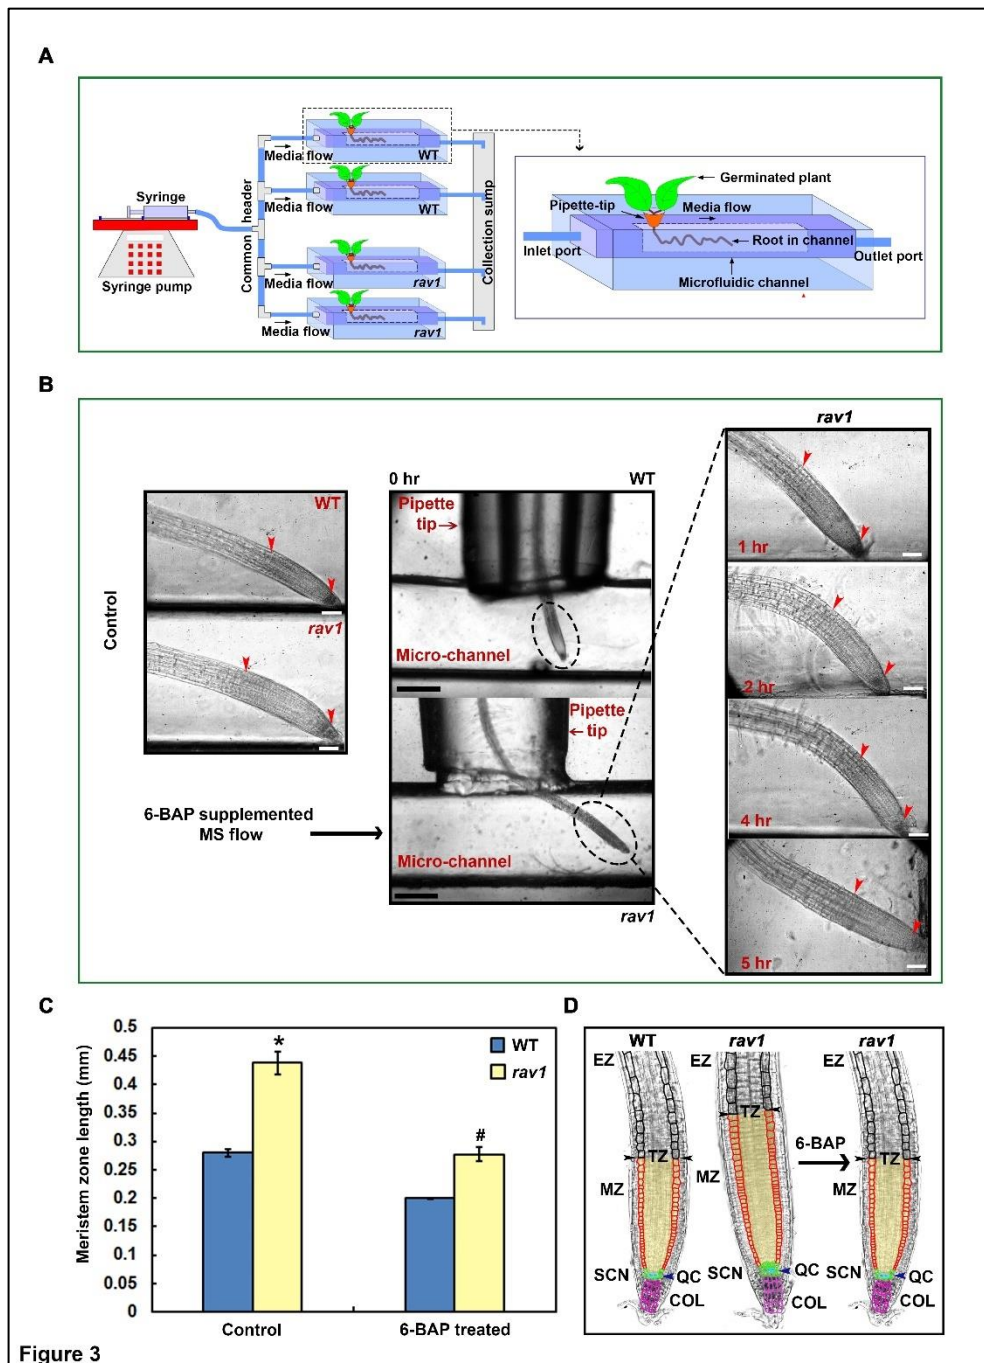 A
Syringe
Syringe pump
Common header
Media flow
WT
Media flow
WT
Media flow
rav1
Media flow
rav1
Collection sump
Germinated plant
Pipette-tip
Media flow
Inlet port
Root in channel
Outlet port
Microfluidic channel
B
Control
WT
rav1
6-BAP supplemented
MS flow
0 hr
WT
Pipette
tip
Micro-channel
Pipette
tip
Micro-channel
rav1
rav1
1 hr
2 hr
4 hr
5 hr
C
Meristem zone length (mm)
0.5
0.45
0.4
0.35
0.3
0.25
0.2
0.15
0.1
0.05
0
*
#
WT
rav1
Control
6-BAP treated
D
WT
rav1
rav1
EZ
EZ
EZ
TZ
TZ
TZ
6-BAP
MZ
MZ
MZ
SCN
QC
SCN
QC
SCN
QC
COL
COL
COL
Figure 3